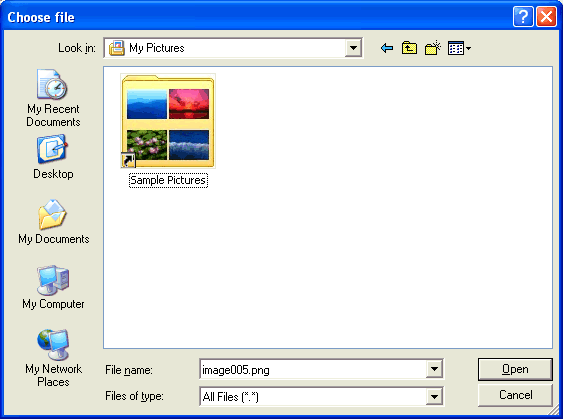 Choose file
Look in:
My Pictures
My Recent
Documents
Desktop
My Documents
My Computer
My Network
Places
Sample Pictures
File name:
image005.png
Open
Files of type:
All Files (*.*)
Cancel